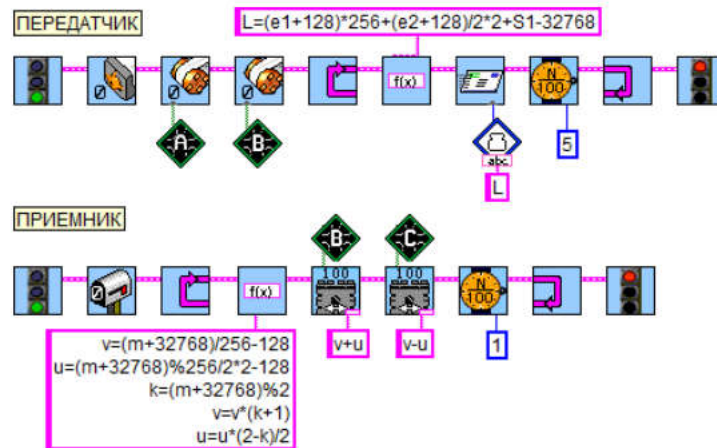 ПЕРЕДАТЧИК
L=(e1+128)*256+(e2+128)/2*2+S1-32768
0
0
0
f(x)
N/100
A
B
abc
5
L
ПРИЕМНИК
B
C
0
f(x)
100
100
N/100
v+u
v-u
1
v=(m+32768)/256-128
u=(m+32768)%256/2*2-128
k=(m+32768)%2
v=v*(k+1)
u=u*(2-k)/2